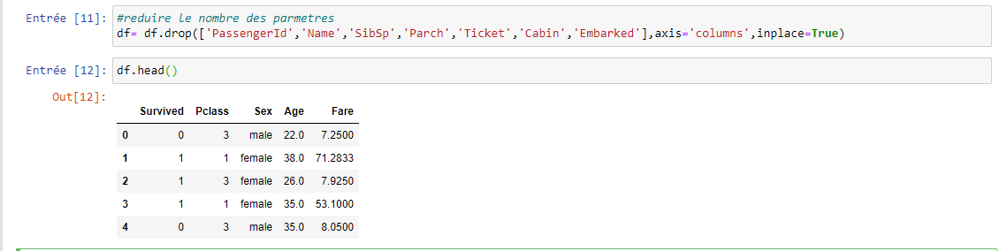 Entrée [11]: #reduire le nombre des parmetres
df= df.drop(['PassengerId','Name','SibSp','Parch','Ticket','Cabin','Embarked'],axis='columns',inplace=True)
Entrée [12]: df.head()
Out[12]:
Survived Pclass Sex Age Fare
0 0 3 male 22.0 7.2500
1 1 1 female 38.0 71.2833
2 1 3 female 26.0 7.9250
3 1 1 female 35.0 53.1000
4 0 3 male 35.0 8.0500